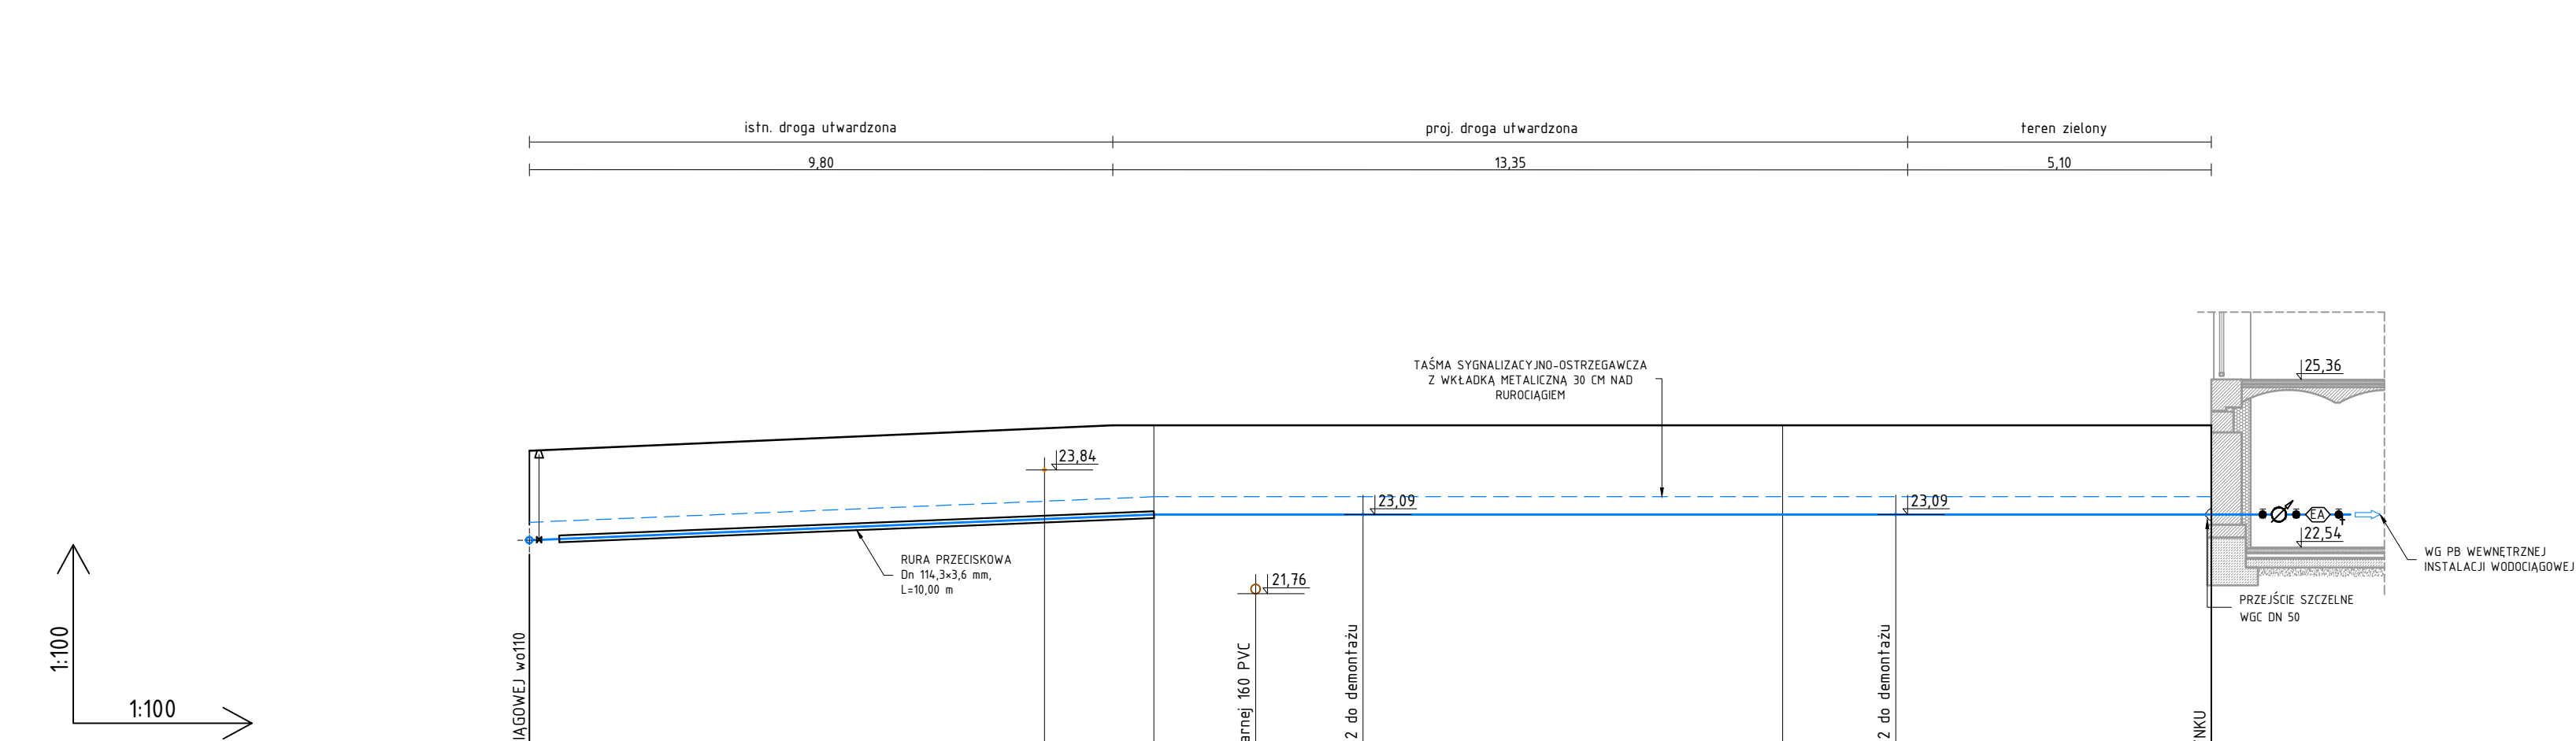 istn. droga utwardzona
proj. droga utwardzona
teren zielony
9,80
13,35
5,10
TAŚMA SYGNALIZACYJNO-OSTRZEGAWCZA
Z WKŁADKĄ METALICZNĄ 30 CM NAD
RUROCIĄGIEM
25,36
23,84
23,09
23,09
EA
22,54
RURA PRZECISKOWA
Dn 114,3×3,6 mm,
L=10,00 m
21,76
WG PB WEWNĘTRZNEJ
INSTALACJI WODOCIĄGOWEJ
PRZEJŚCIE SZCZELNE
WGC DN 50
1:100
1:100
IĄGOWEJ wo110
arnej 160 PVC
2 do demontażu
2 do demontażu
YNKU